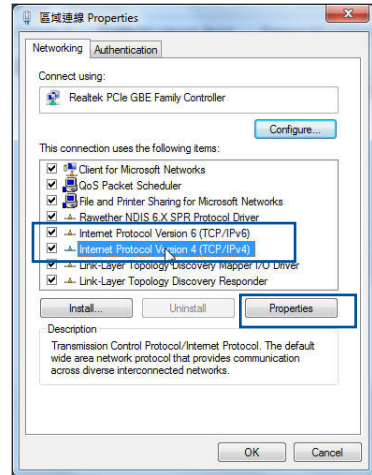 區域連線 Properties
Networking
Authentication
Connect using:
Realtek PCIe GBE Family Controller
Configure...
This connection uses the following items:
Client for Microsoft Networks
QoS Packet Scheduler
File and Printer Sharing for Microsoft Networks
Rawether NDIS 6.X SPR Protocol Driver
Internet Protocol Version 6 (TCP/IPv6)
Internet Protocol Version 4 (TCP/IPv4)
Link-Layer Topology Discovery Mapper I/O Driver
Link-Layer Topology Discovery Responder
Install...
Uninstall
Properties
Description
Transmission Control Protocol/Internet Protocol. The default
wide area network protocol that provides communication
across diverse interconnected networks.
OK
Cancel